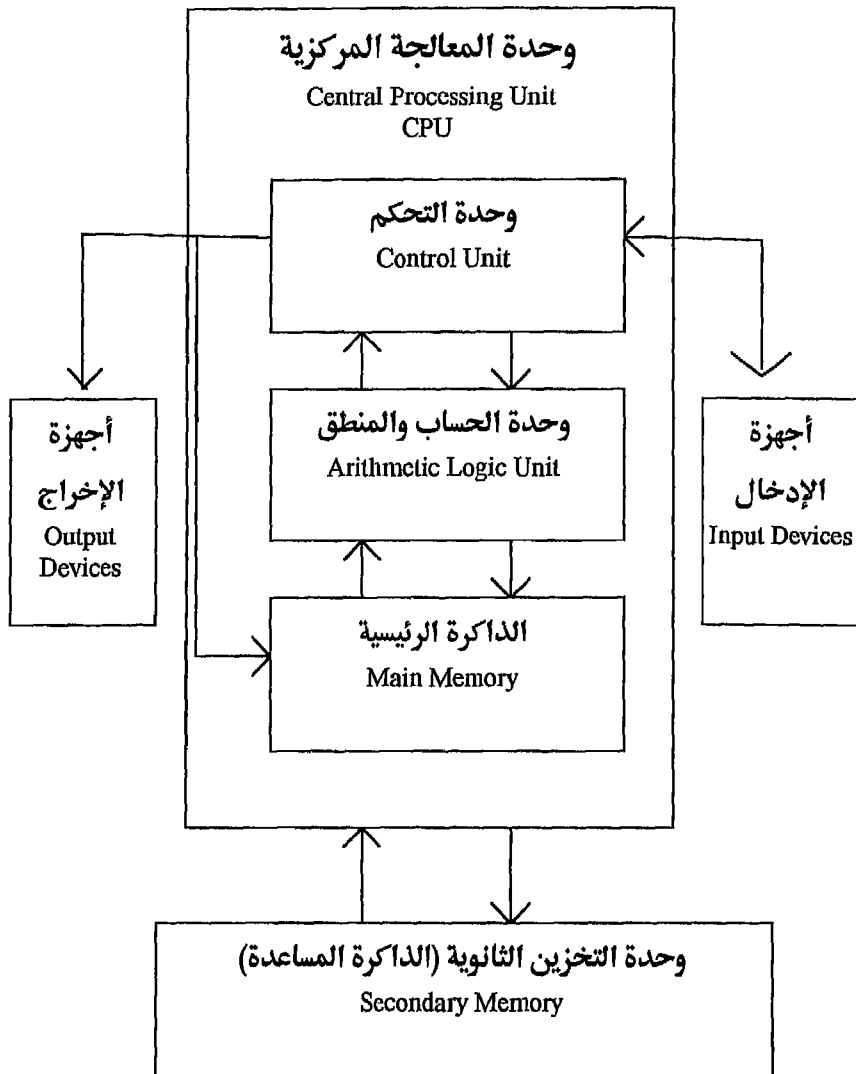 وحدة المعالجة المركزية
Central Processing Unit
CPU
وحدة التحكم
Control Unit
أجهزة
الإدخال
Input Devices
وحدة الحساب والمنطق
Arithmetic Logic Unit
أجهزة
الإخراج
Output
Devices
الذاكرة الرئيسية
Main Memory
وحدة التخزين الثانوية (الذاكرة المساعدة)
Secondary Memory